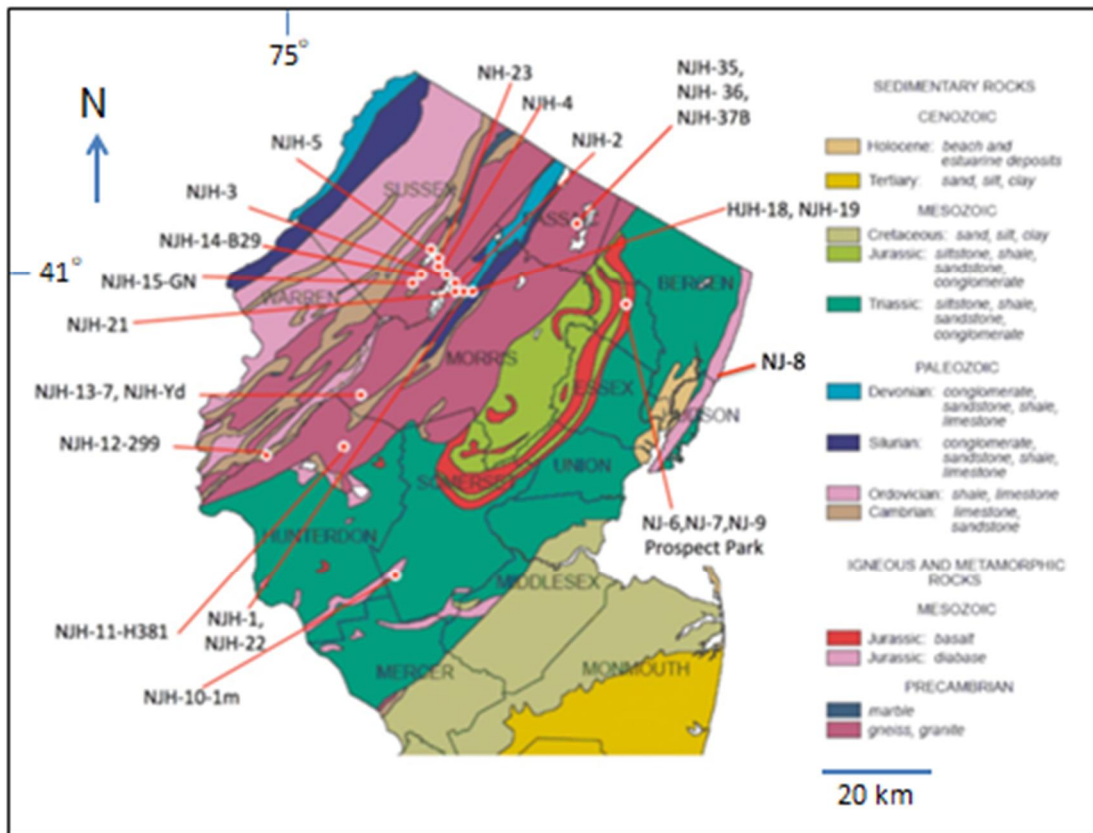 75°
N
41°
NH-23
NJH-4
NJH-5
NJH-2
NJH-35,
NJH- 36,
NJH-37B
NJH-3
NJH-14-B29
NJH-15-GN
NJH-21
HJH-18, NJH-19
NJH-13-7, NJH-Yd
NJH-12-299
NJ-8
NJ-6,NJ-7,NJ-9
Prospect Park
NJH-11-H381
NJH-1,
NJH-22
NJH-10-1m
SUSSEX
WARREN
MORRIS
BERGEN
ESSEX
UNION
SOMERSET
HUNTERDON
MIDDLESEX
MERCER
MONMOUTH
SEDIMENTARY ROCKS
CENOZOIC
Holocene: beach and
estuarine deposits
Tertiary: sand, silt, clay
MESOZOIC
Cretaceous: sand, silt, clay
Jurassic: siltstone, shale,
sandstone,
conglomerate
Triassic: siltstone, shale,
sandstone,
conglomerate
PALEOZOIC
Devonian: conglomerate,
sandstone, shale,
limestone
Silurian: conglomerate,
sandstone, shale,
limestone
Ordovician: shale, limestone
Cambrian: limestone,
sandstone
IGNEOUS AND METAMORPHIC
ROCKS
MESOZOIC
Jurassic: basalt
Jurassic: diabase
PRECAMBRIAN
marble
gneiss, granite
20 km